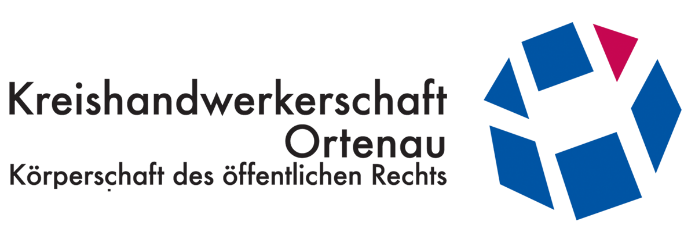 Kreishandwerkerschaft
Ortenau
Körperschaft des öffentlichen Rechts